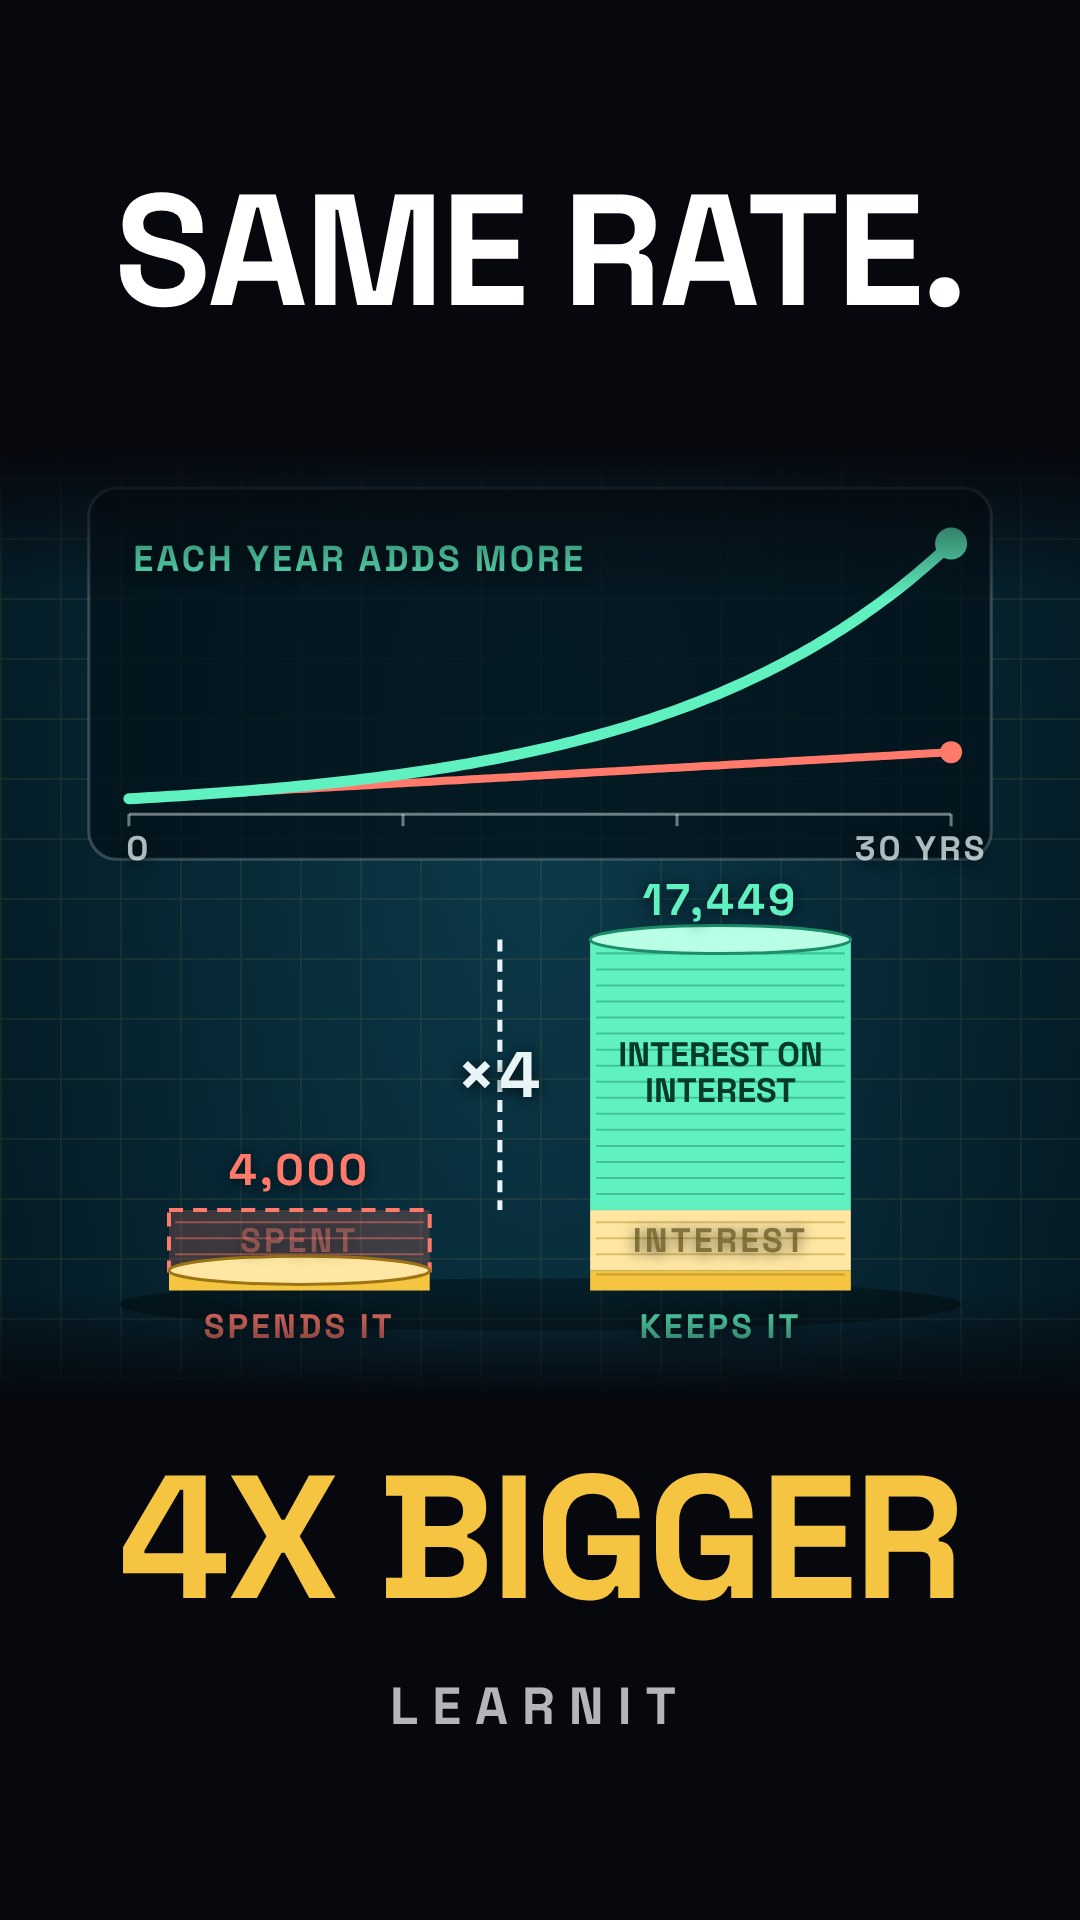 SAME RATE.
EACH YEAR ADDS MORE
0
30 YRS
17,449
×4
INTEREST ON
INTEREST
4,000
SPENT
INTEREST
SPENDS IT
KEEPS IT
4X BIGGER
LEARNIT